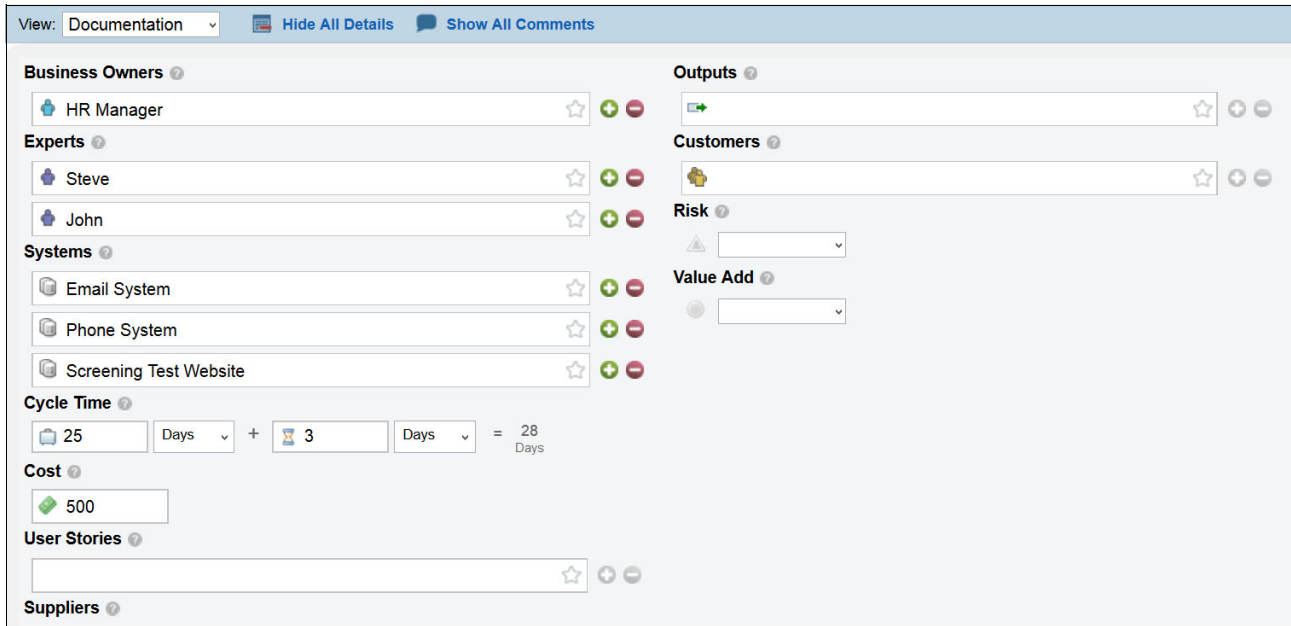 View: Documentation Hide All Details Show All Comments
Business Owners
HR Manager
Experts
Steve
John
Systems
Email System
Phone System
Screening Test Website
Cycle Time
25 Days + 3 Days = 28 Days
Cost
500
User Stories
Suppliers
Outputs
Customers
Risk
Value Add